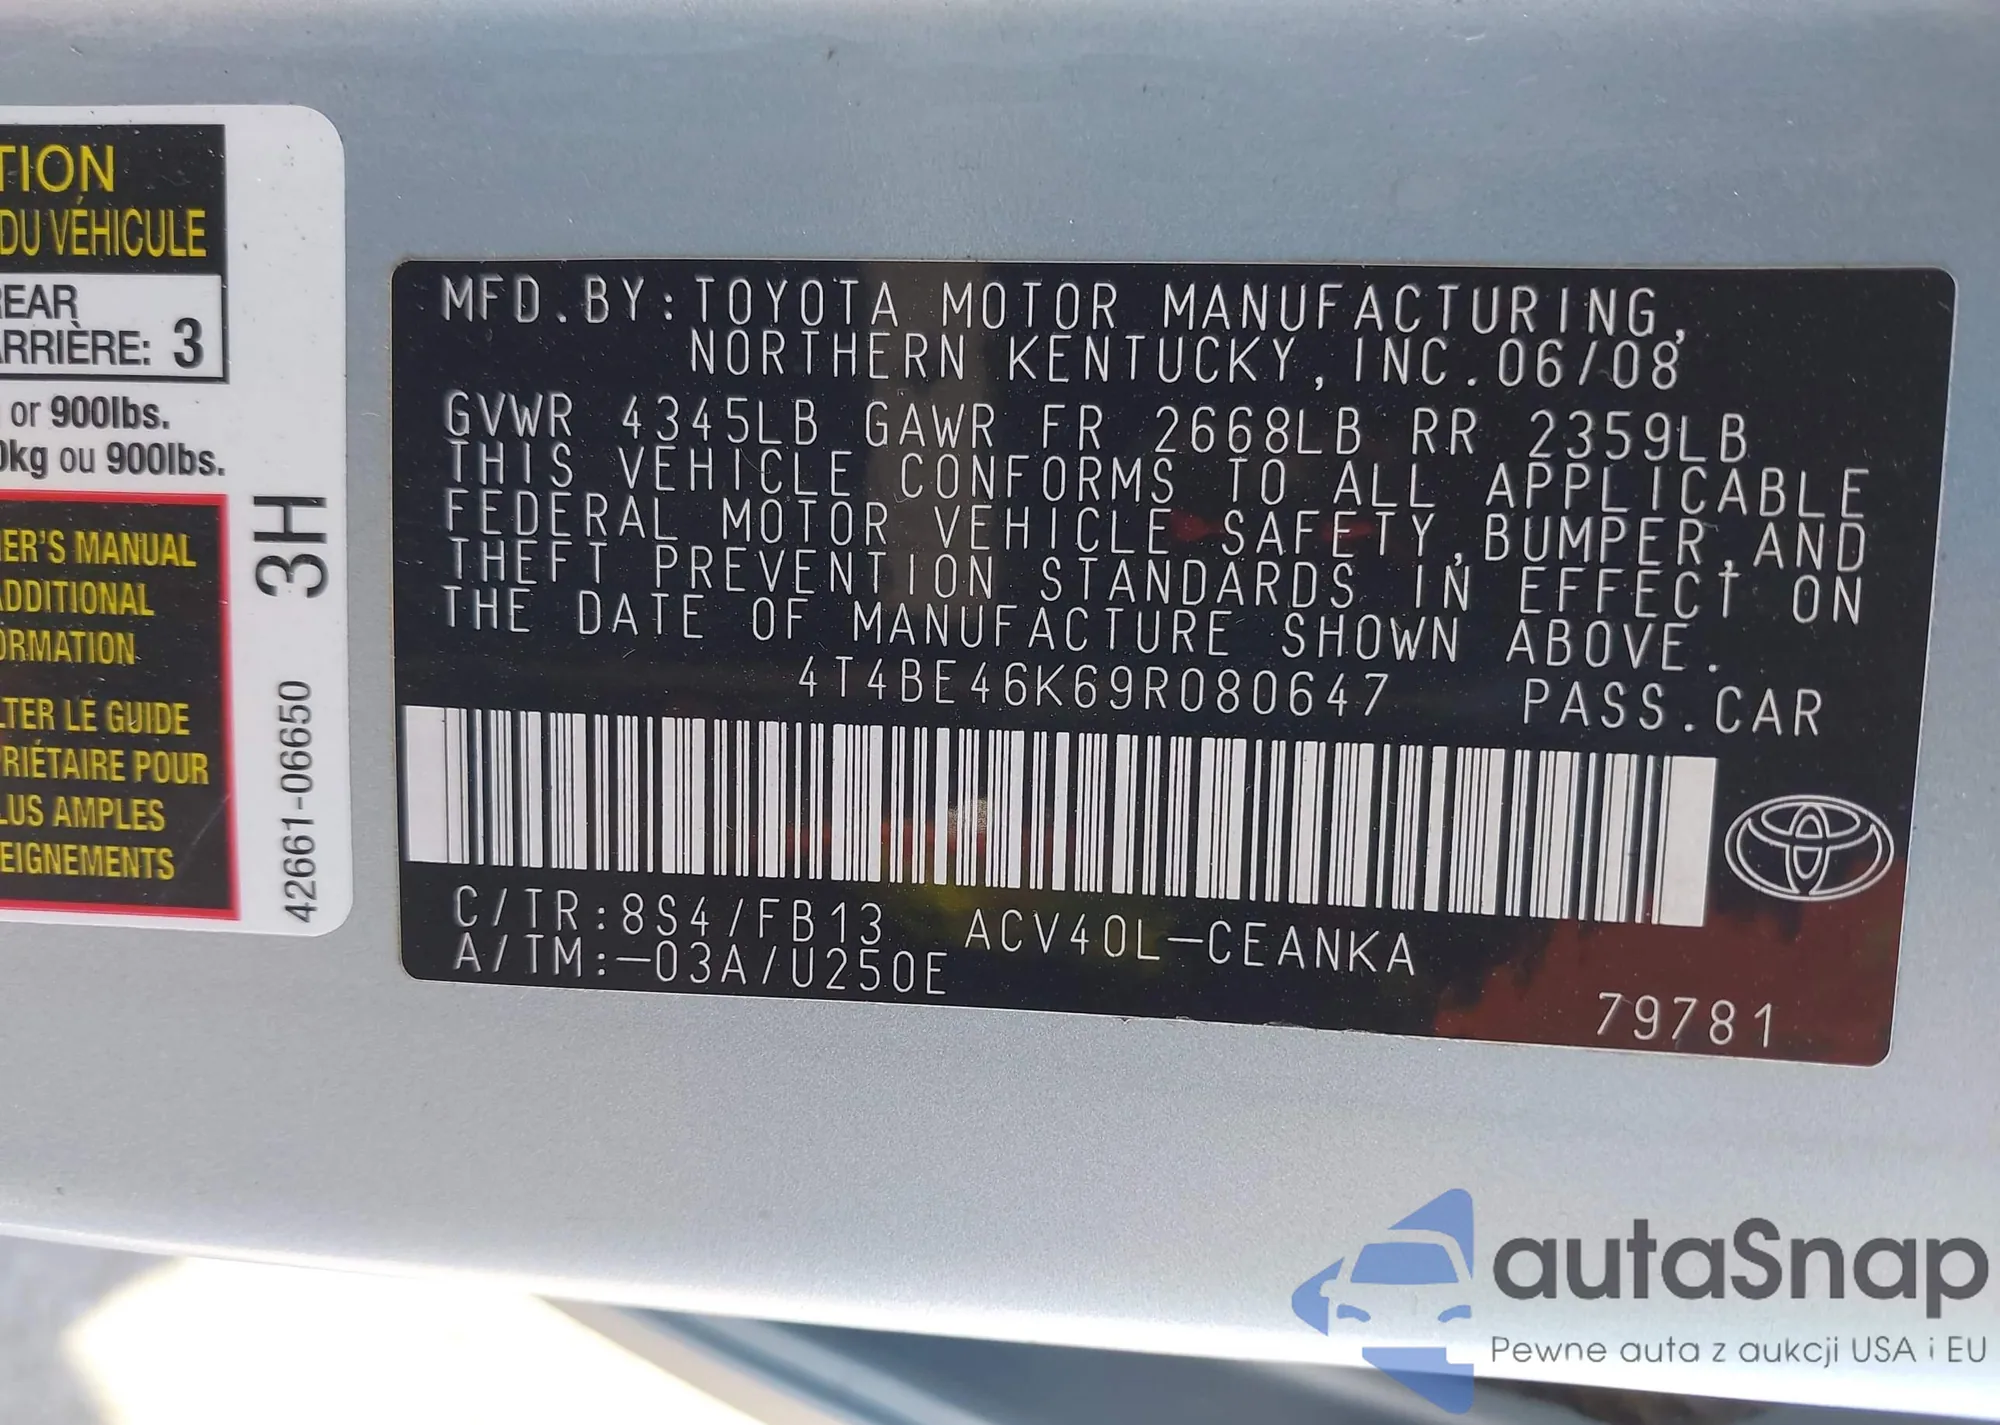 TION
DU VÉHICULE
REAR
ARRIÈRE: 3
or 900lbs.
0kg ou 900lbs.
ER'S MANUAL
ADDITIONAL
ORMATION
LTER LE GUIDE
PRIÉTAIRE POUR
LUS AMPLES
EIGNEMENTS
3H
42661-06650
MFD.BY:TOYOTA MOTOR MANUFACTURING,
NORTHERN KENTUCKY,INC.06/08
GVWR 4345LB GAWR FR 2668LB RR 2359LB
THIS VEHICLE CONFORMS TO ALL APPLICABLE
FEDERAL MOTOR VEHICLE SAFETY,BUMPER,AND
THEFT PREVENTION STANDARDS IN EFFECT ON
THE DATE OF MANUFACTURE SHOWN ABOVE.
4T4BE46K69R080647 PASS.CAR
C/TR:8S4/FB13 ACV40L-CEANKA
A/TM:-03A/U250E
79781
autaSnap
Pewne auta z aukcji USA i EU